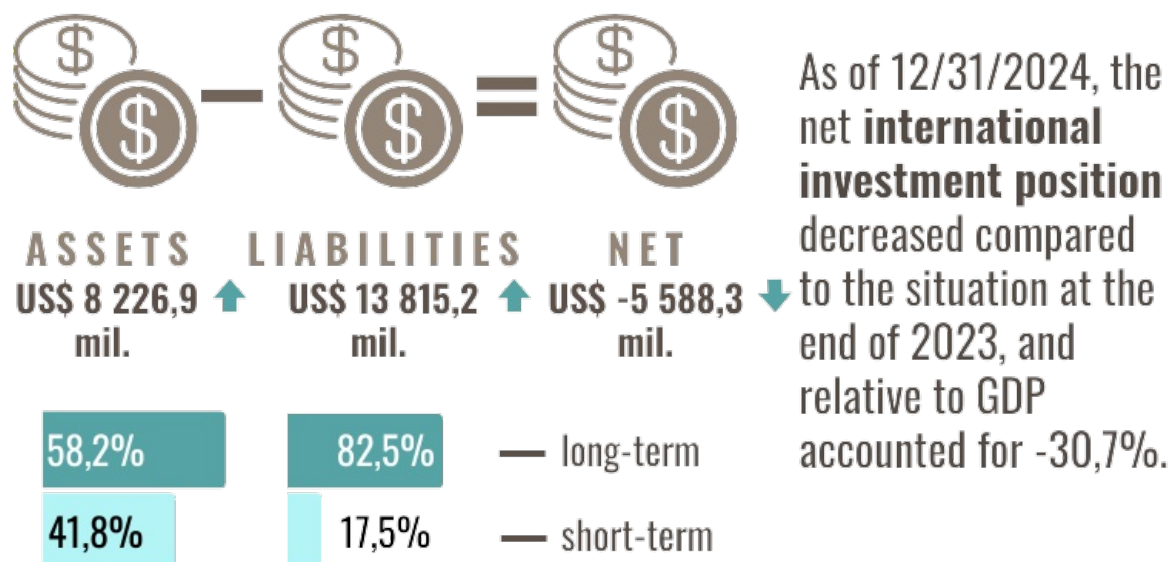 ASSETS
US$ 8 226,9
mil.
LIABILITIES
US$ 13 815,2
mil.
NET
US$ -5 588,3
mil.
58,2%
82,5%
long-term
41,8%
17,5%
short-term
As of 12/31/2024, the
net international
investment position
decreased compared
to the situation at the
end of 2023, and
relative to GDP
accounted for -30,7%.